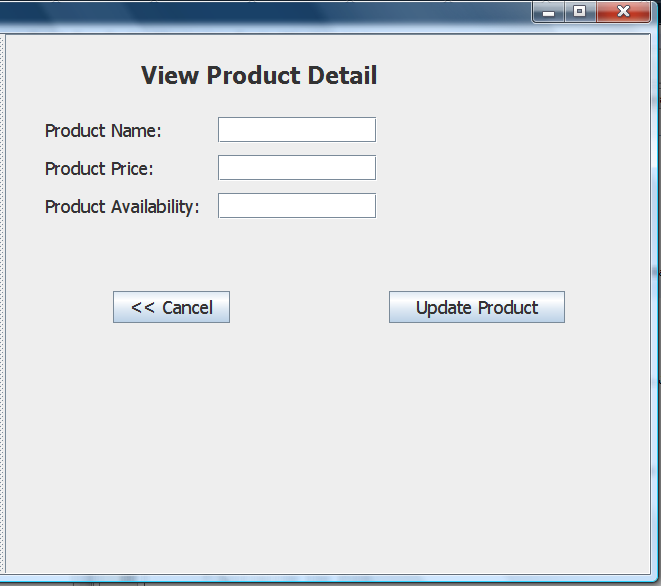 View Product Detail
Product Name:
Product Price:
Product Availability:
<< Cancel
Update Product